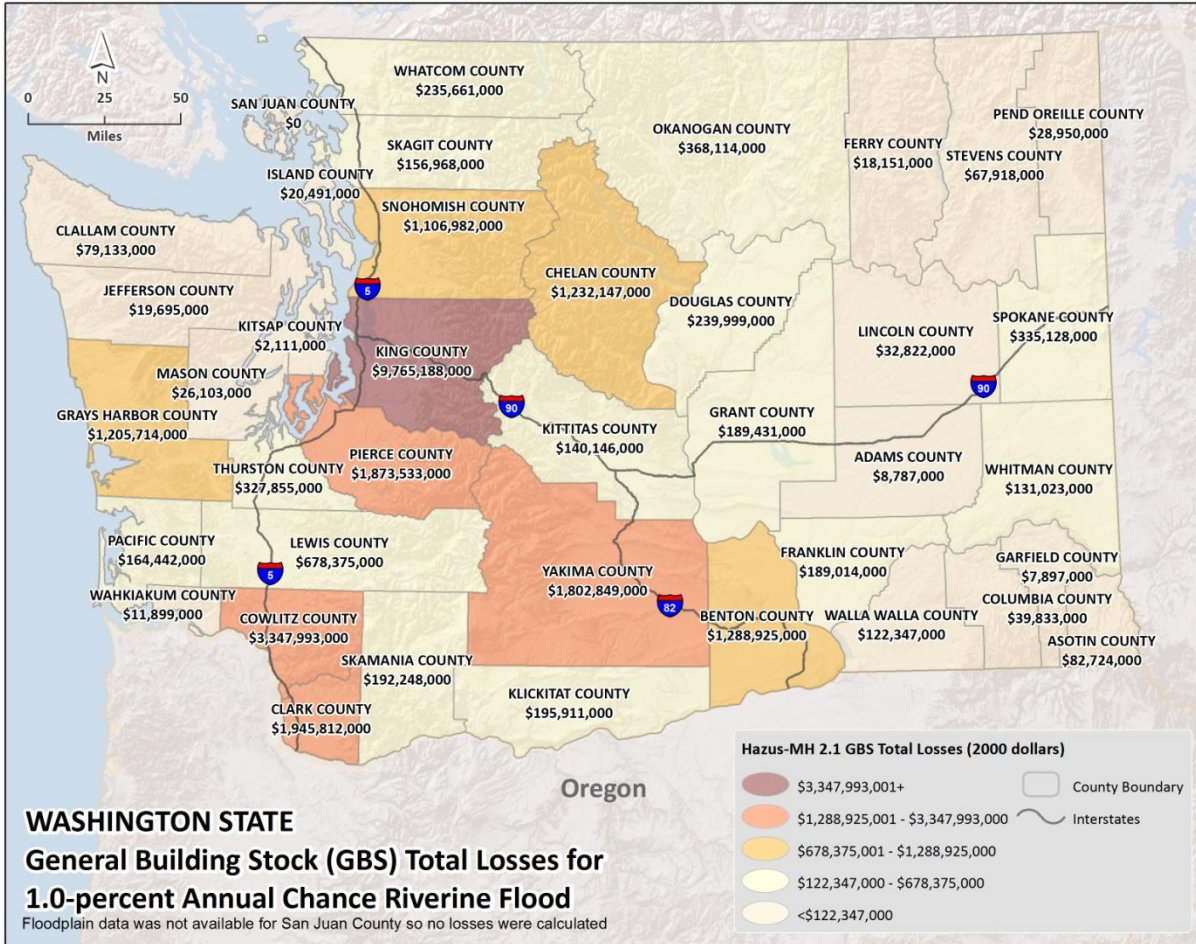 N
0 25 50
Miles
WHATCOM COUNTY
$235,661,000
SAN JUAN COUNTY
$0
SKAGIT COUNTY
$156,968,000
ISLAND COUNTY
$20,491,000
OKANOGAN COUNTY
$368,114,000
FERRY COUNTY
$18,151,000
PEND OREILLE COUNTY
$28,950,000
STEVENS COUNTY
$67,918,000
SNOHOMISH COUNTY
$1,106,982,000
CLALLAM COUNTY
$79,133,000
CHELAN COUNTY
$1,232,147,000
5
JEFFERSON COUNTY
$19,695,000
DOUGLAS COUNTY
$239,999,000
KITSAP COUNTY
$2,111,000
LINCOLN COUNTY
$32,822,000
SPOKANE COUNTY
$335,128,000
KING COUNTY
$9,765,188,000
MASON COUNTY
$26,103,000
90
90
GRAYS HARBOR COUNTY
$1,205,714,000
GRANT COUNTY
$189,431,000
KITTITAS COUNTY
$140,146,000
PIERCE COUNTY
$1,873,533,000
ADAMS COUNTY
$8,787,000
THURSTON COUNTY
$327,855,000
WHITMAN COUNTY
$131,023,000
PACIFIC COUNTY
$164,442,000
LEWIS COUNTY
$678,375,000
5
FRANKLIN COUNTY
$189,014,000
GARFIELD COUNTY
$7,897,000
YAKIMA COUNTY
$1,802,849,000
82
WAHKIAKUM COUNTY
$11,899,000
COLUMBIA COUNTY
$39,833,000
COWLITZ COUNTY
$3,347,993,000
BENTON COUNTY
$1,288,925,000
WALLA WALLA COUNTY
$122,347,000
ASOTIN COUNTY
$82,724,000
SKAMANIA COUNTY
$192,248,000
KLICKITAT COUNTY
$195,911,000
CLARK COUNTY
$1,945,812,000
Oregon
Hazus-MH 2.1 GBS Total Losses (2000 dollars)
$3,347,993,001+
County Boundary
$1,288,925,001 - $3,347,993,000
Interstates
$678,375,001 - $1,288,925,000
$122,347,000 - $678,375,000
<$122,347,000
WASHINGTON STATE
General Building Stock (GBS) Total Losses for
1.0-percent Annual Chance Riverine Flood
Floodplain data was not available for San Juan County so no losses were calculated